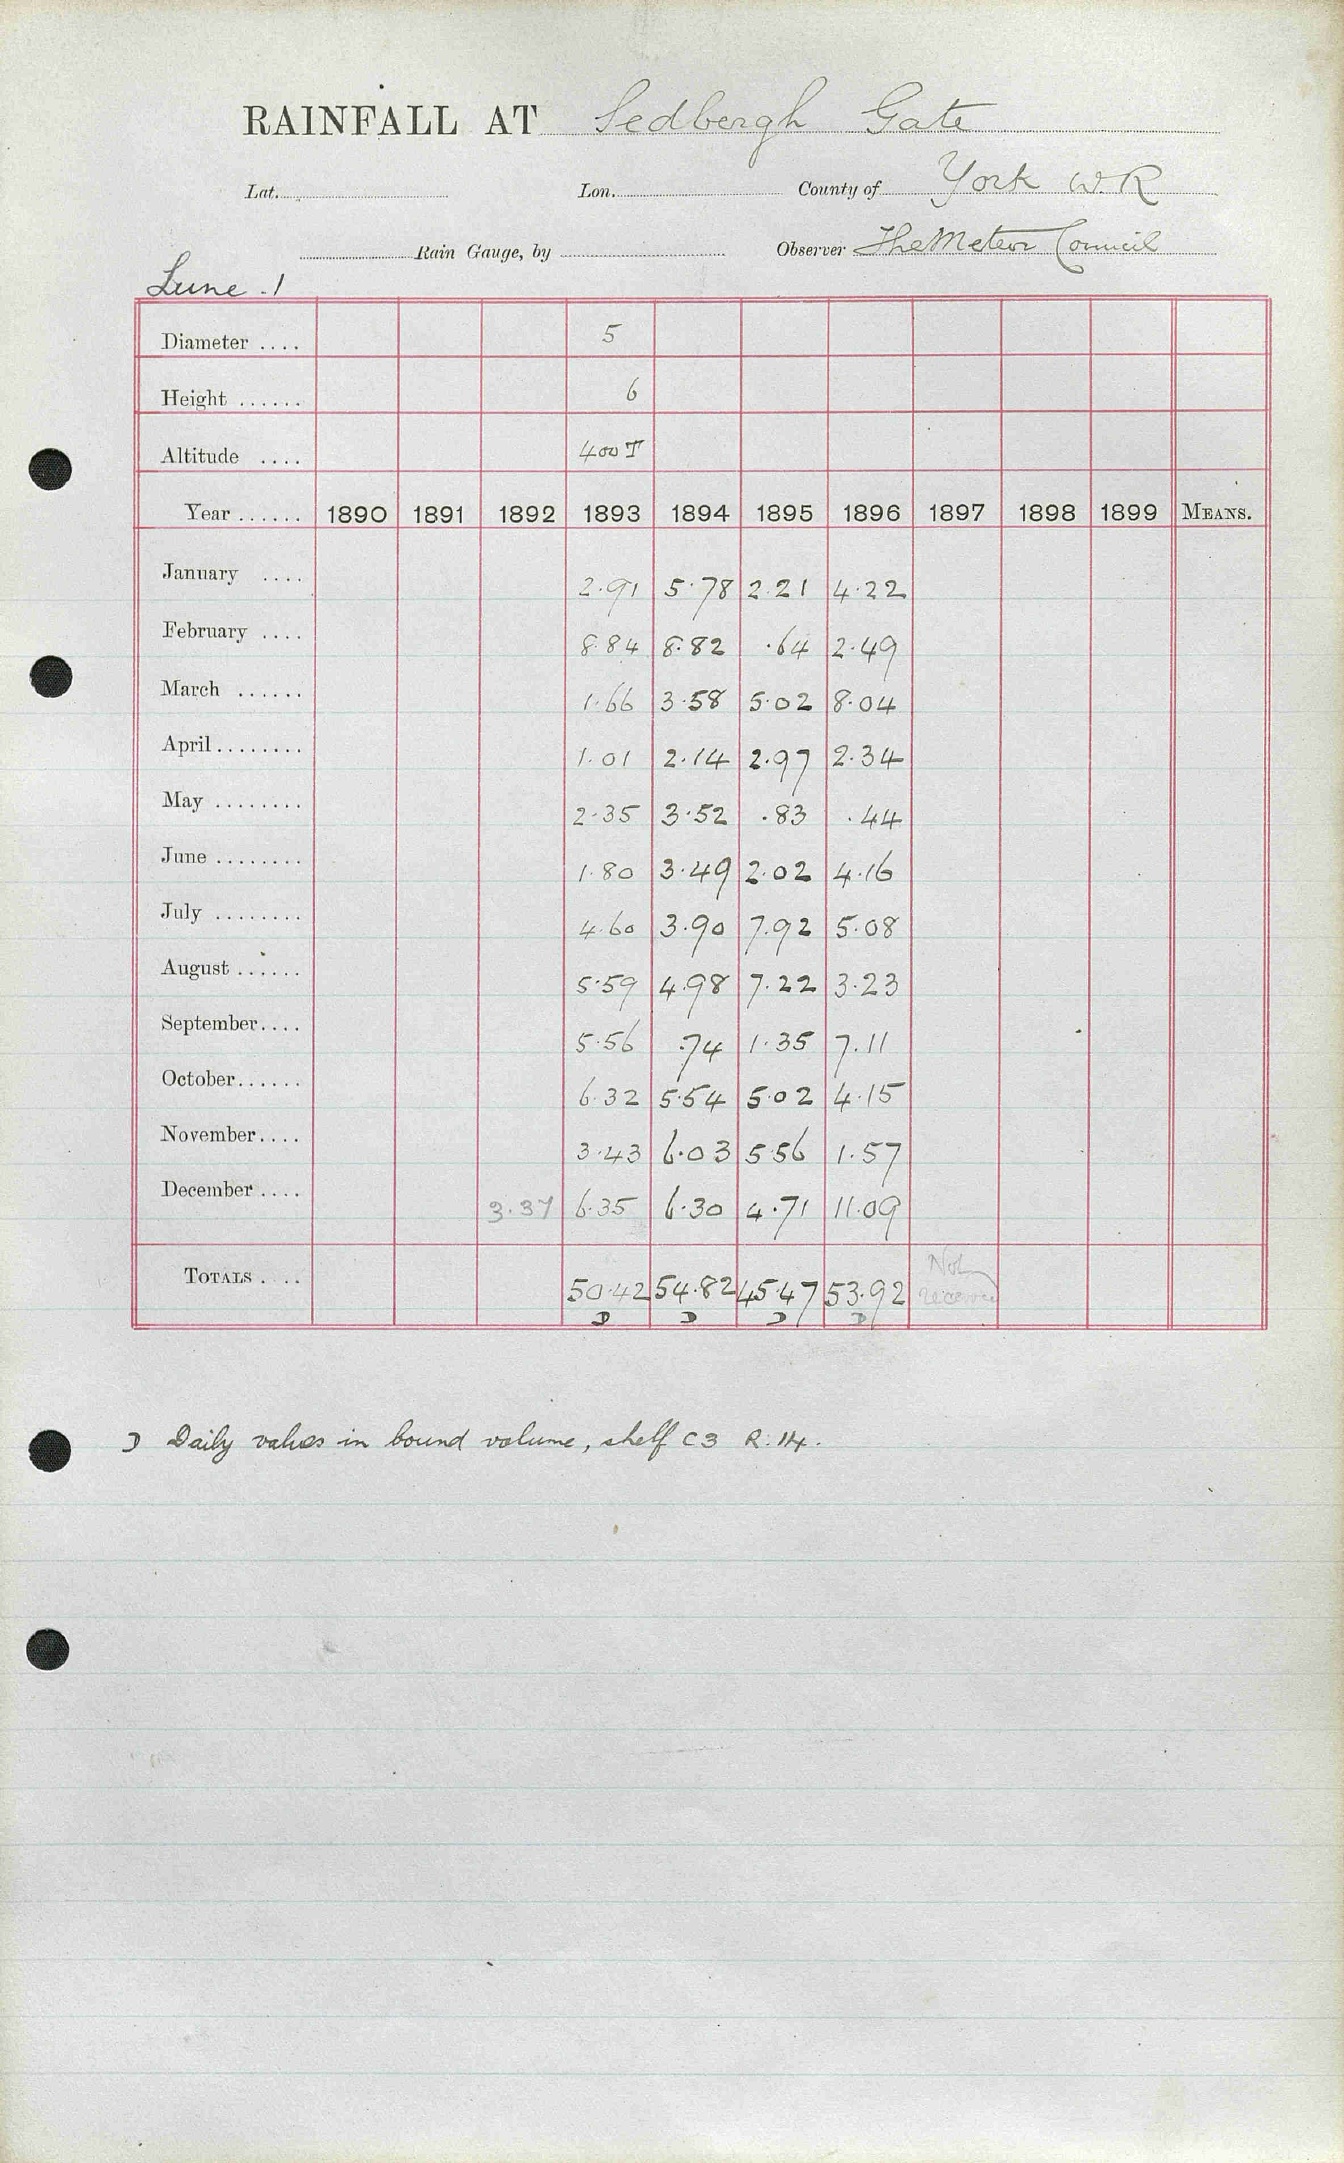 RAINFALL AT Sedbergh Gate
Lat. Lon. County of York W.R
Rain Gauge, by Observer The Meteor Council
Lune . 1
Diameter .... 5
Height ...... 6
Altitude .... 400 T
Year ...... 1890 1891 1892 1893 1894 1895 1896 1897 1898 1899 MEANS.
January .... 2.91 5.78 2.21 4.22
February .... 8.84 8.82 .64 2.49
March ...... 1.66 3.58 5.02 8.04
April ........ 1.01 2.14 2.97 2.34
May ........ 2.35 3.52 .83 .44
June ........ 1.80 3.49 2.02 4.16
July ........ 4.60 3.90 7.92 5.08
August ...... 5.59 4.98 7.22 3.23
September.... 5.56 .74 1.35 7.11
October...... 6.32 5.54 5.02 4.15
November.... 3.43 6.03 5.56 1.57
December .... 3.37 6.35 6.30 4.71 11.09
TOTALS .... 50.42 54.82 45.47 53.92 Not received
D D D D
D Daily values in bound volume, shelf C3 R.14.